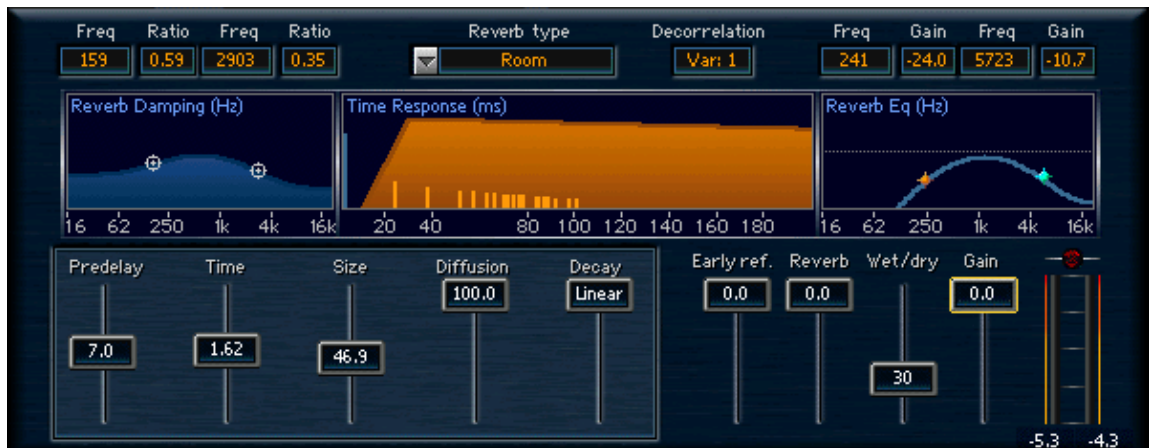 Freq Ratio Freq Ratio Reverb type Decorrelation Freq Gain Freq Gain
159 0.59 2903 0.35 Room Var: 1 241 -24.0 5723 -10.7
Reverb Damping (Hz) Time Response (ms) Reverb Eq (Hz)
16 62 250 1k 4k 16k 20 40 80 100 120 140 160 180 16 62 250 1k 4k 16k
Predelay Time Size Diffusion Decay Early ref. Reverb Wet/dry Gain
100.0 Linear 0.0 0.0 0.0
7.0 1.62 46.9
30
-5.3 -4.3